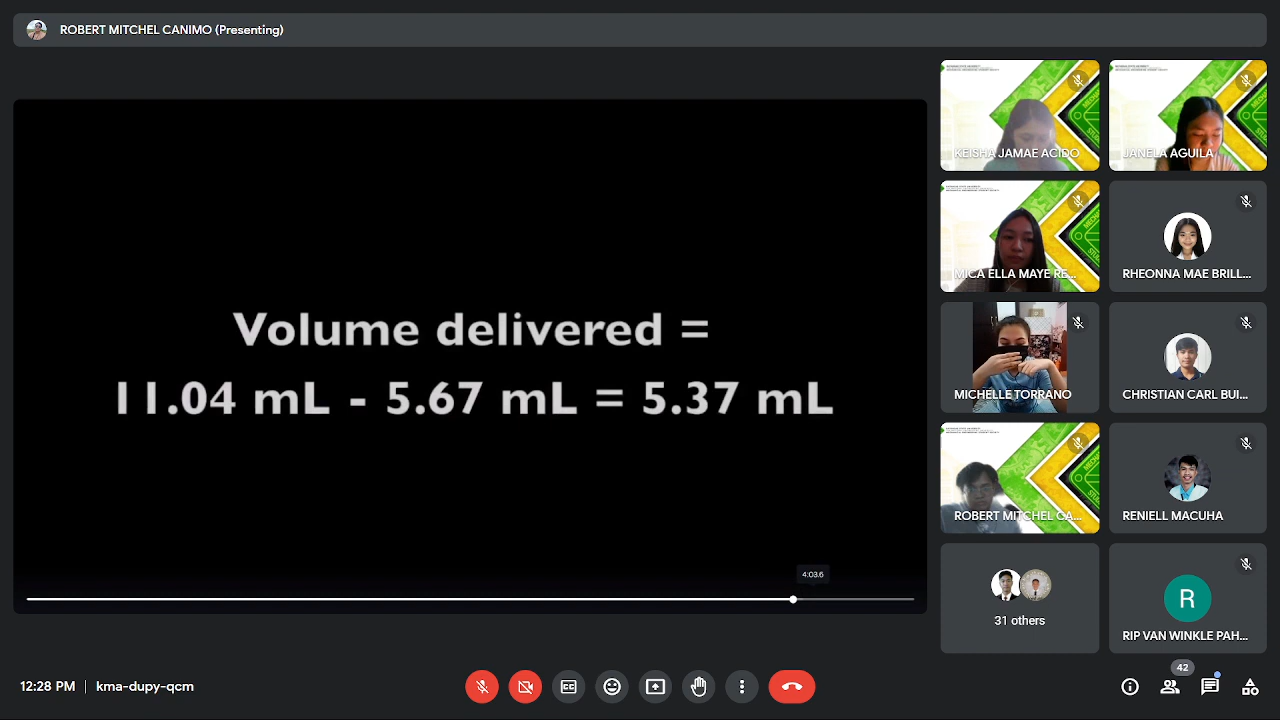 ROBERT MITCHEL CANIMO (Presenting)
Volume delivered =
11.04 mL - 5.67 mL = 5.37 mL
4:03.6
KEISHA JAMAE ACIDO
JANELA AGUILA
MICA ELLA MAYE RE...
RHEONNA MAE BRILL...
MICHELLE TORRANO
CHRISTIAN CARL BUI...
ROBERT MITCHEL CA...
RENIELL MACUHA
31 others
R
RIP VAN WINKLE PAH...
12:28 PM | kma-dupy-qcm
42